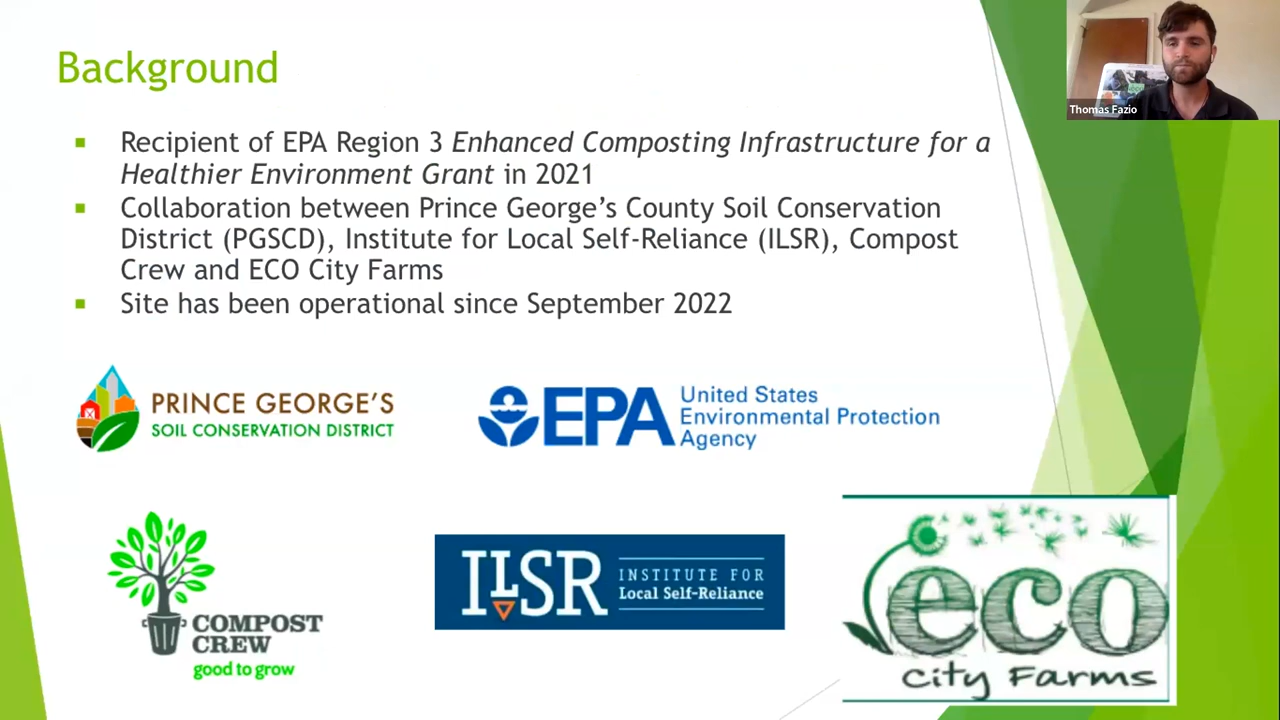 Background
Thomas Fazio
▪ Recipient of EPA Region 3 Enhanced Composting Infrastructure for a
Healthier Environment Grant in 2021
▪ Collaboration between Prince George’s County Soil Conservation
District (PGSCD), Institute for Local Self-Reliance (ILSR), Compost
Crew and ECO City Farms
▪ Site has been operational since September 2022
PRINCE GEORGE'S
SOIL CONSERVATION DISTRICT
EPA
United States
Environmental Protection
Agency
COMPOST
CREW
good to grow
ILSR
INSTITUTE FOR
Local Self-Reliance
eco
city Farms